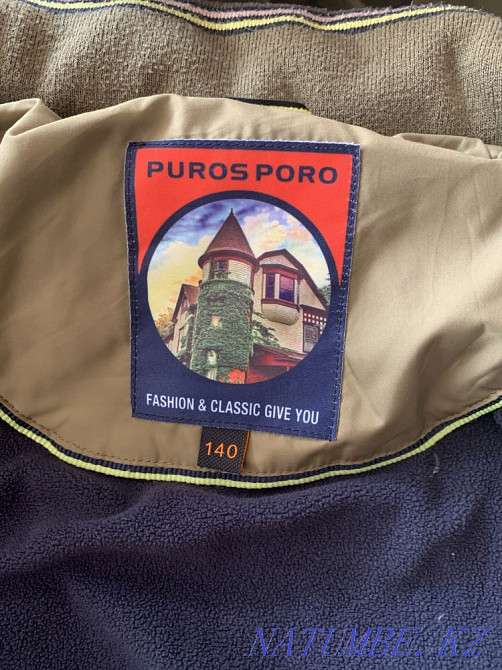 PUROS PORO
FASHION & CLASSIC GIVE YOU
140
NATUMBE.KZ